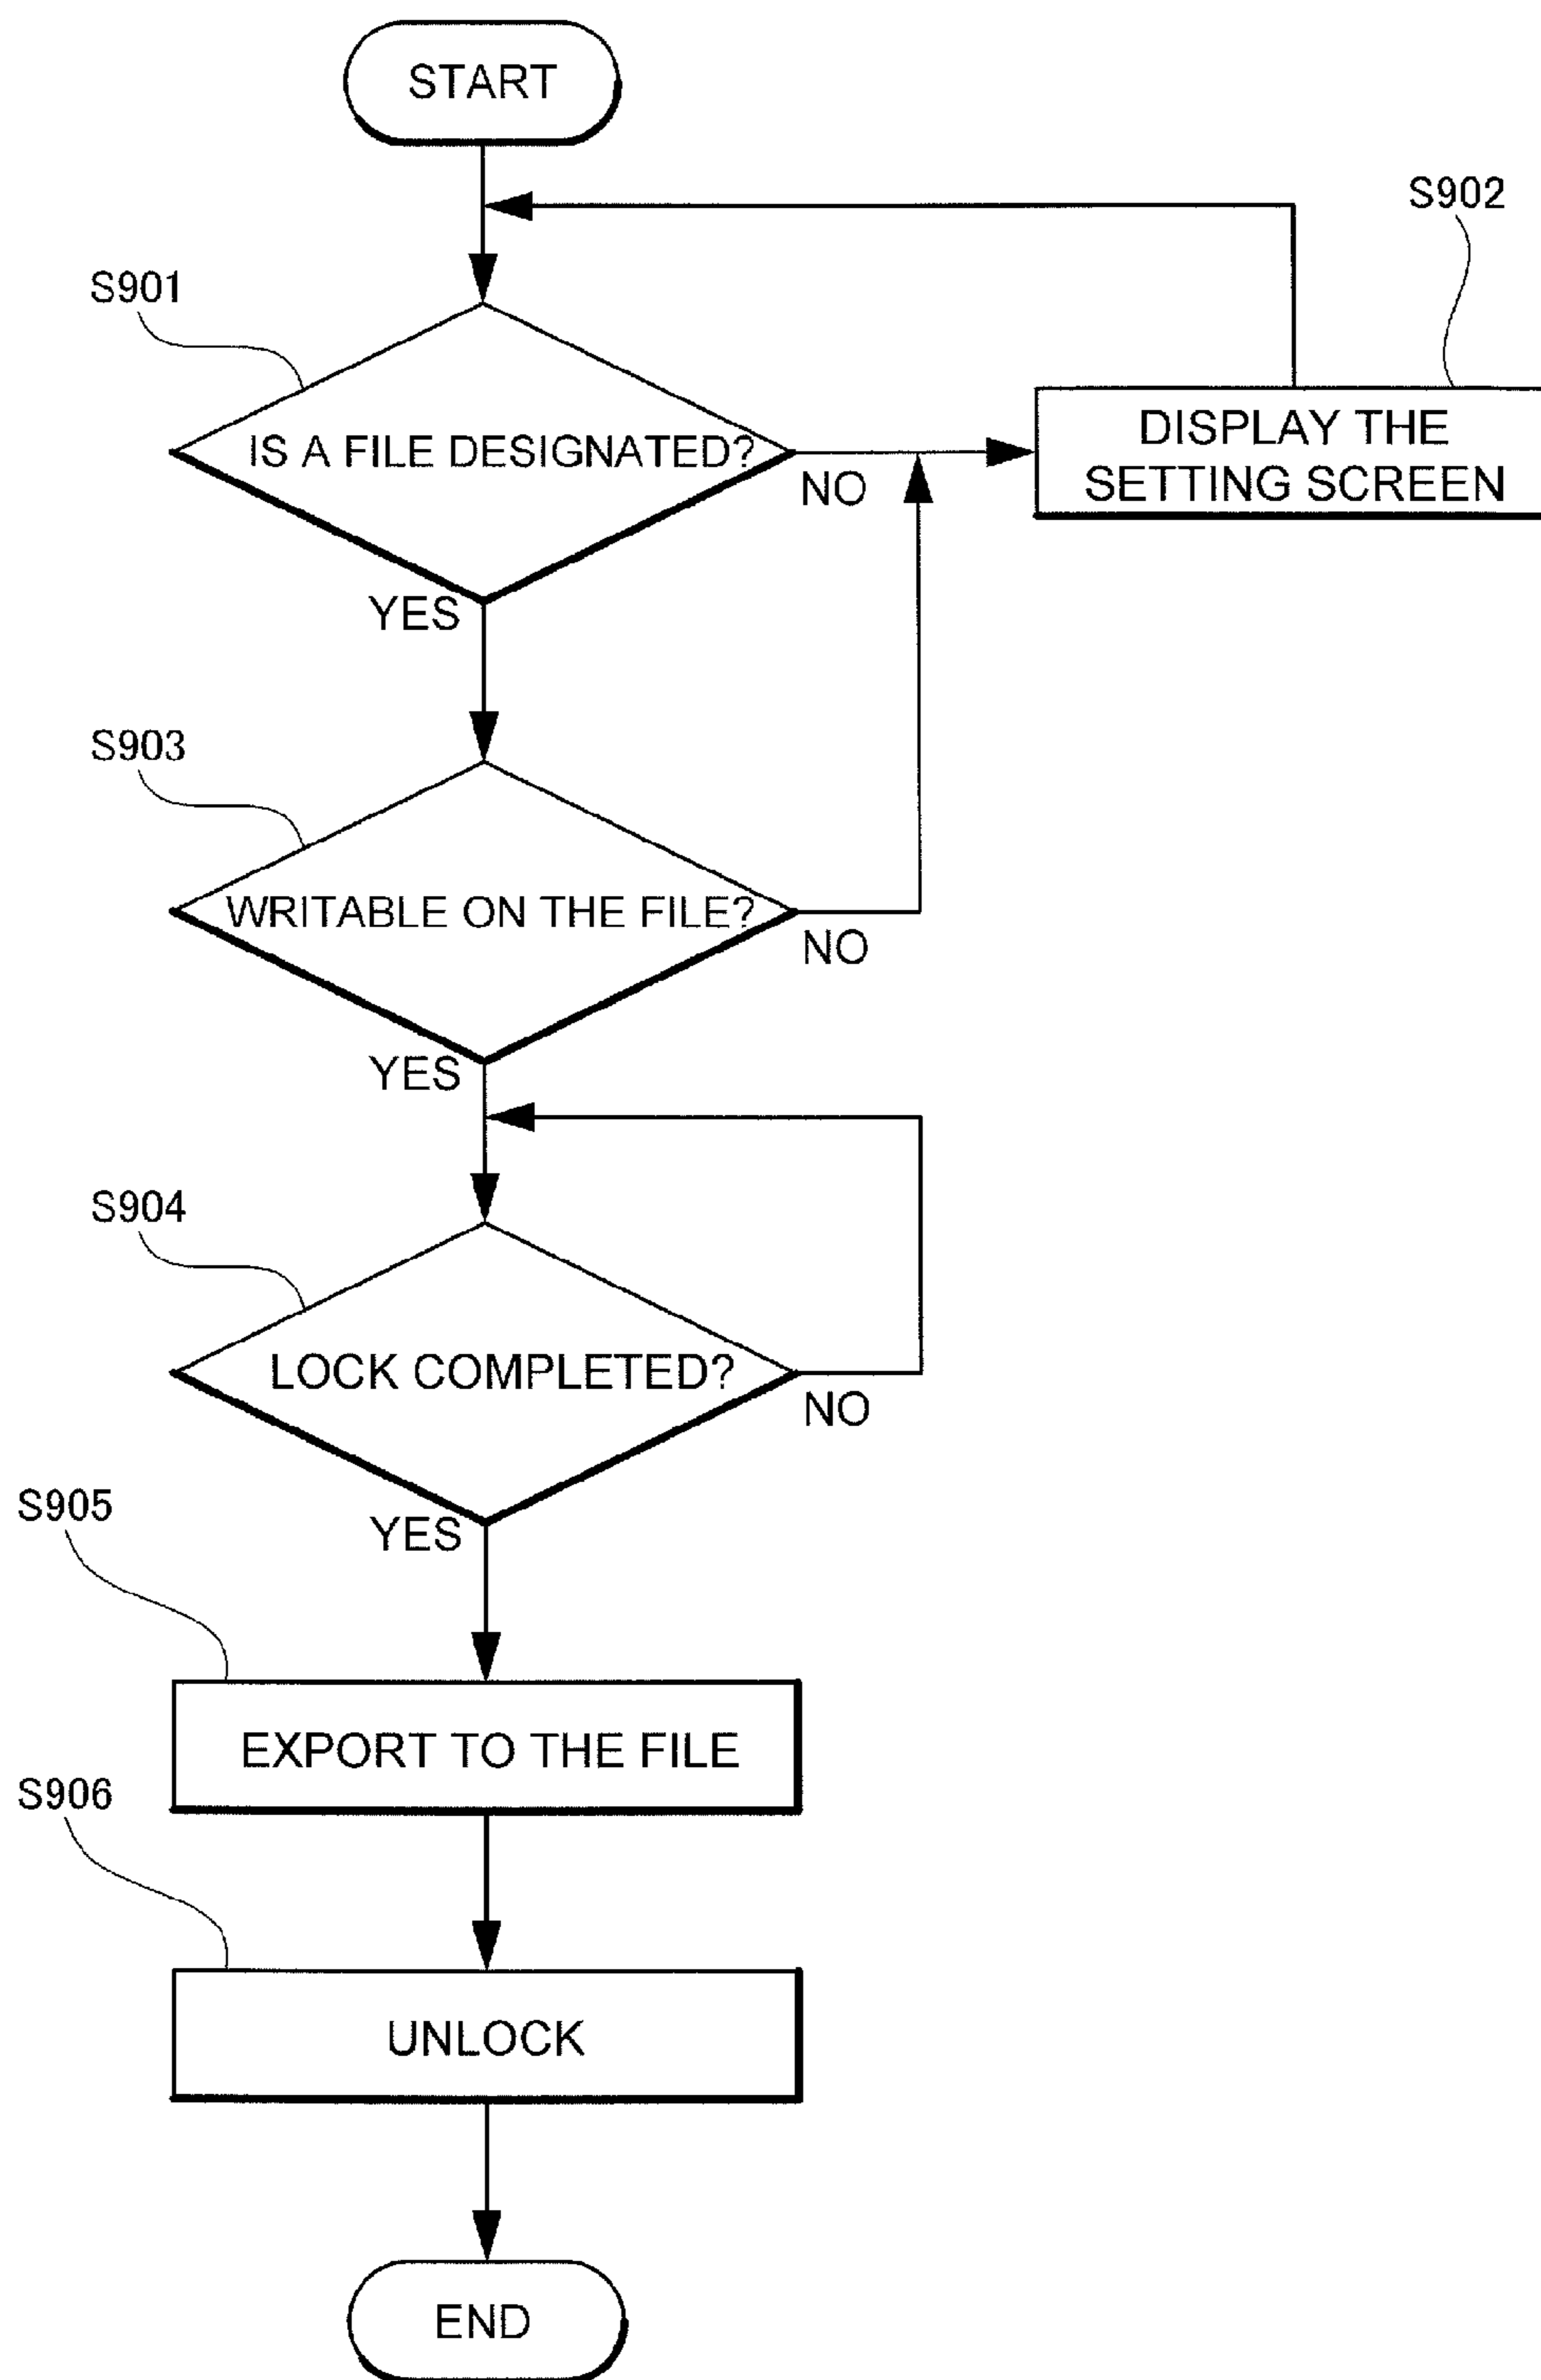 START
S902
S901
IS A FILE DESIGNATED?
NO
DISPLAY THE
SETTING SCREEN
YES
S903
WRITABLE ON THE FILE?
NO
YES
S904
LOCK COMPLETED?
NO
YES
S905
EXPORT TO THE FILE
S906
UNLOCK
END